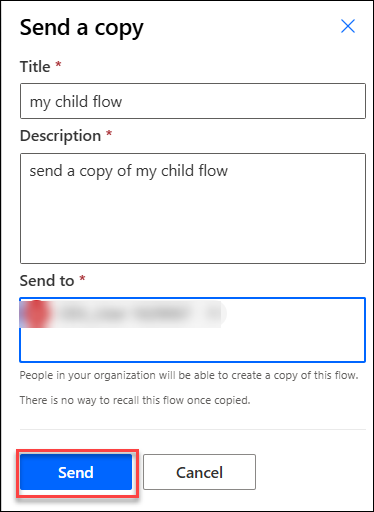 Send a copy
Title *
my child flow
Description *
send a copy of my child flow
Send to *
People in your organization will be able to create a copy of this flow.
There is no way to recall this flow once copied.
Send
Cancel